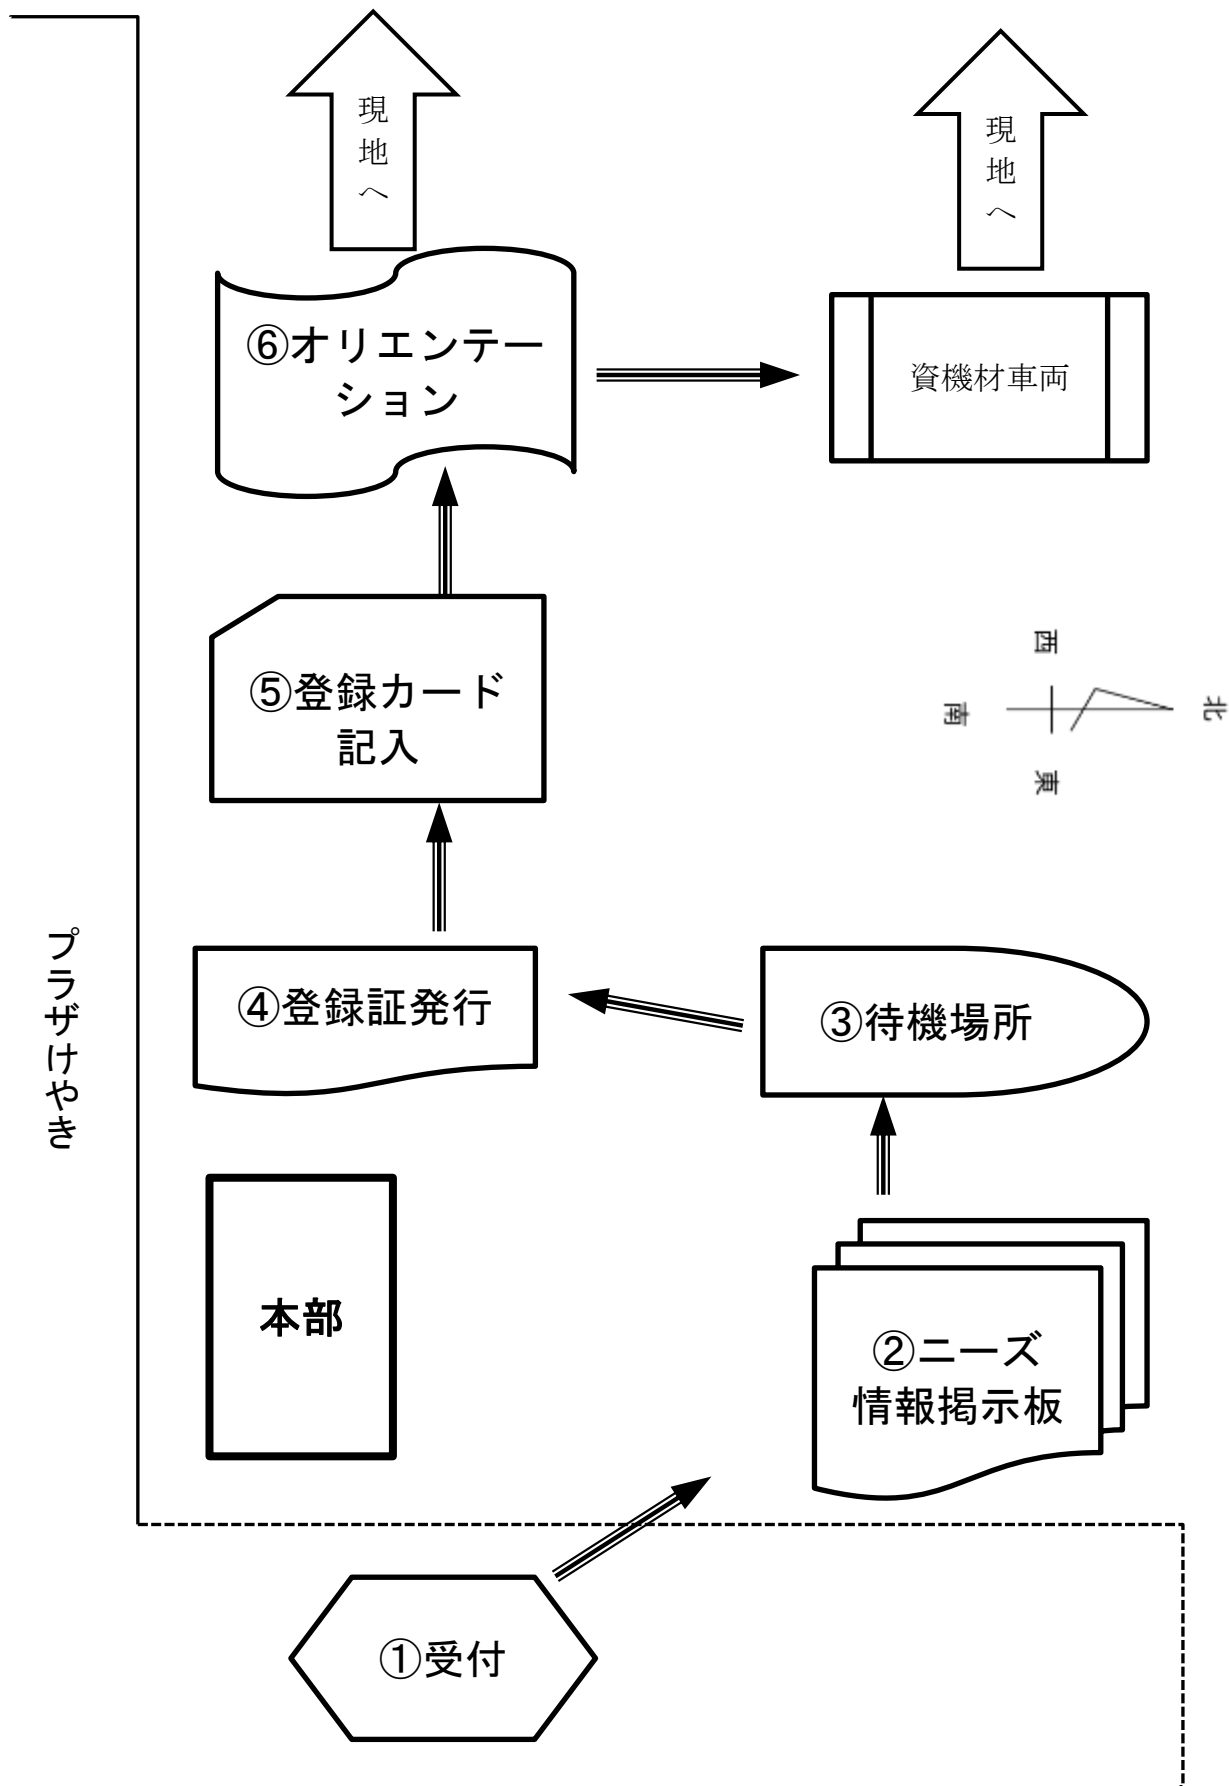 現地へ
現地へ
⑥オリエンテー
ション
資機材車両
⑤登録カード
記入
西
北
南
東
プラザけやき
④登録証発行
③待機場所
本部
②ニーズ
情報掲示板
①受付